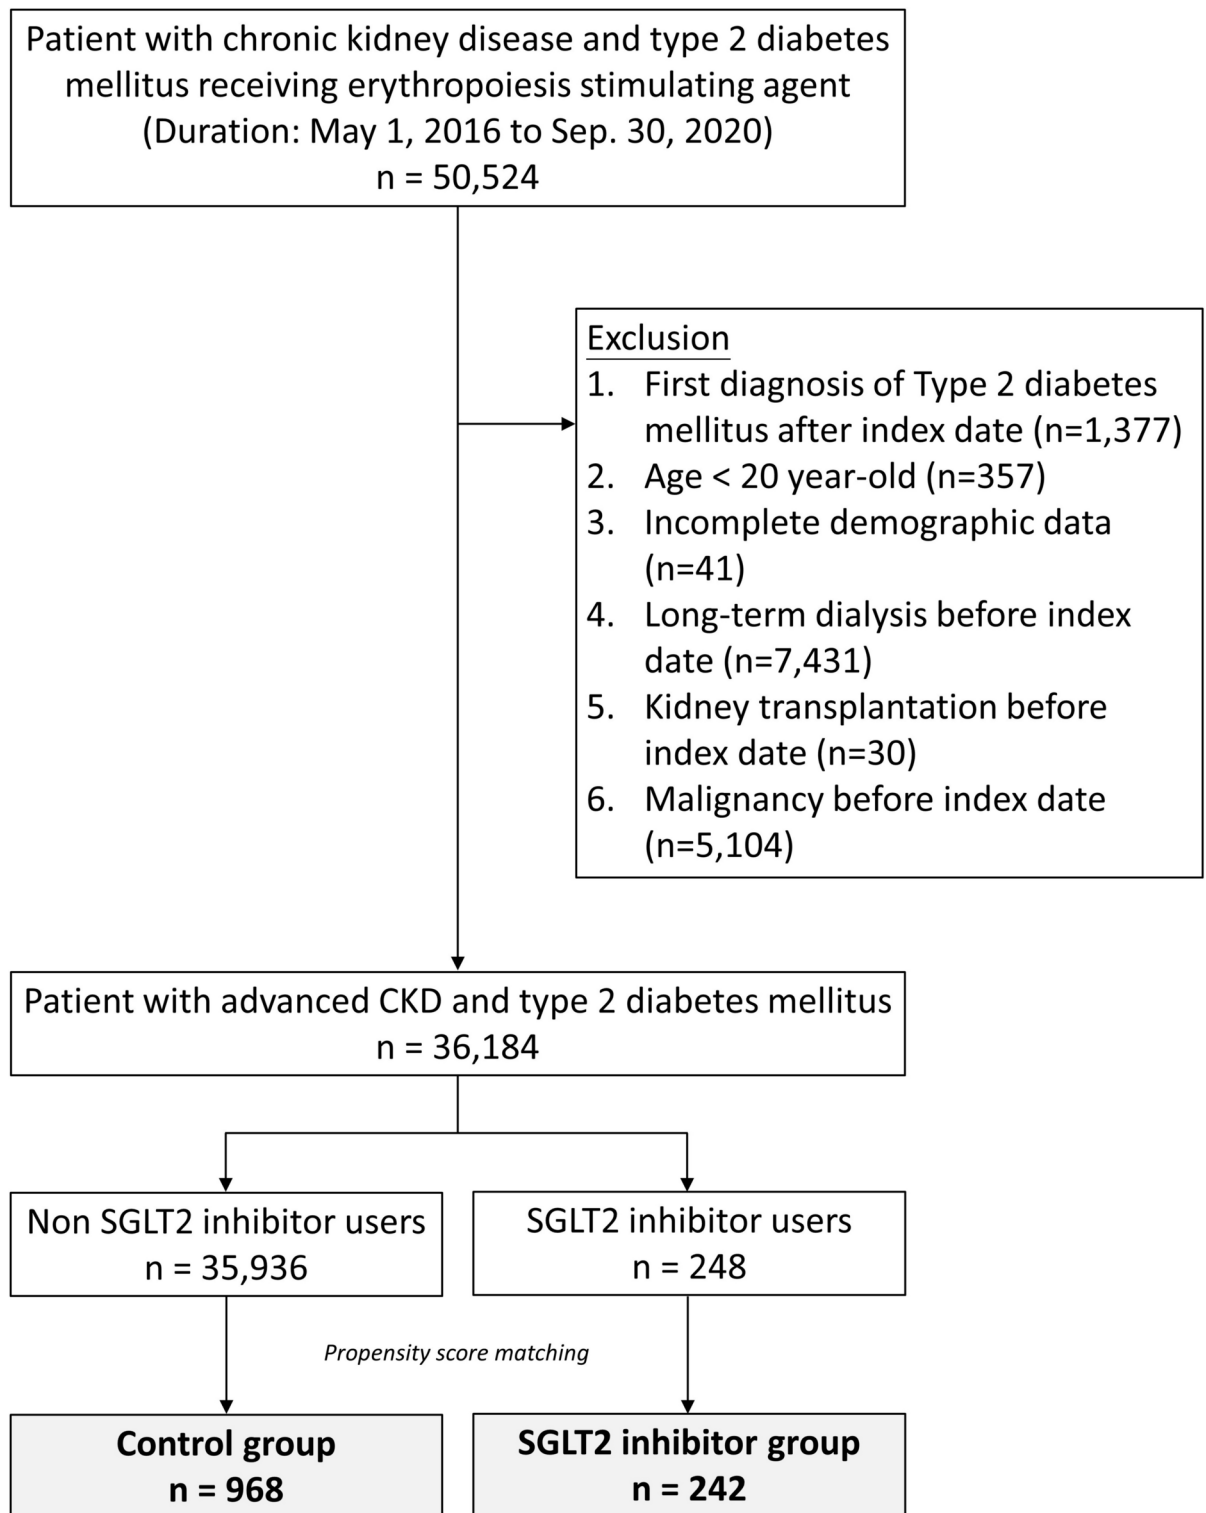 Patient with chronic kidney disease and type 2 diabetes
mellitus receiving erythropoiesis stimulating agent
(Duration: May 1, 2016 to Sep. 30, 2020)
n = 50,524
Exclusion
1. First diagnosis of Type 2 diabetes
mellitus after index date (n=1,377)
2. Age < 20 year-old (n=357)
3. Incomplete demographic data
(n=41)
4. Long-term dialysis before index
date (n=7,431)
5. Kidney transplantation before
index date (n=30)
6. Malignancy before index date
(n=5,104)
Patient with advanced CKD and type 2 diabetes mellitus
n = 36,184
Non SGLT2 inhibitor users
n = 35,936
SGLT2 inhibitor users
n = 248
Propensity score matching
Control group
n = 968
SGLT2 inhibitor group
n = 242